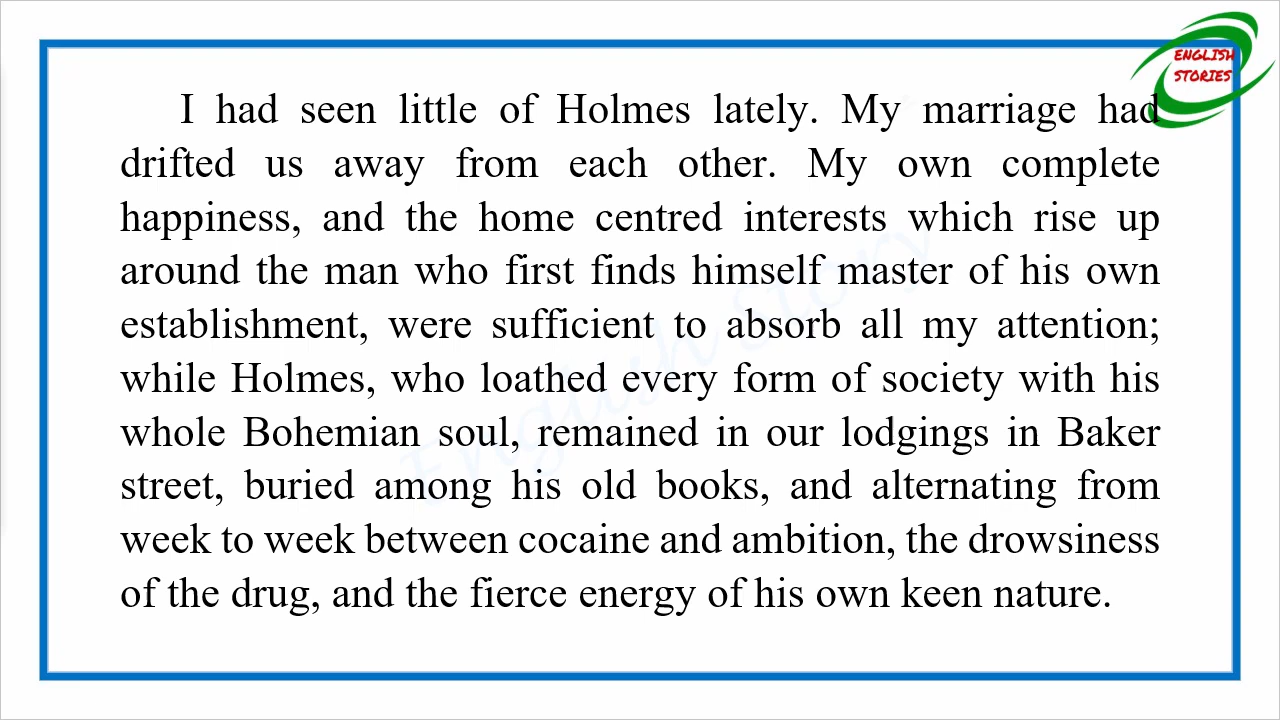 ENGLISH
STORIES
I had seen little of Holmes lately. My marriage had
drifted us away from each other. My own complete
happiness, and the home centred interests which rise up
around the man who first finds himself master of his own
establishment, were sufficient to absorb all my attention;
while Holmes, who loathed every form of society with his
whole Bohemian soul, remained in our lodgings in Baker
street, buried among his old books, and alternating from
week to week between cocaine and ambition, the drowsiness
of the drug, and the fierce energy of his own keen nature.
English Story